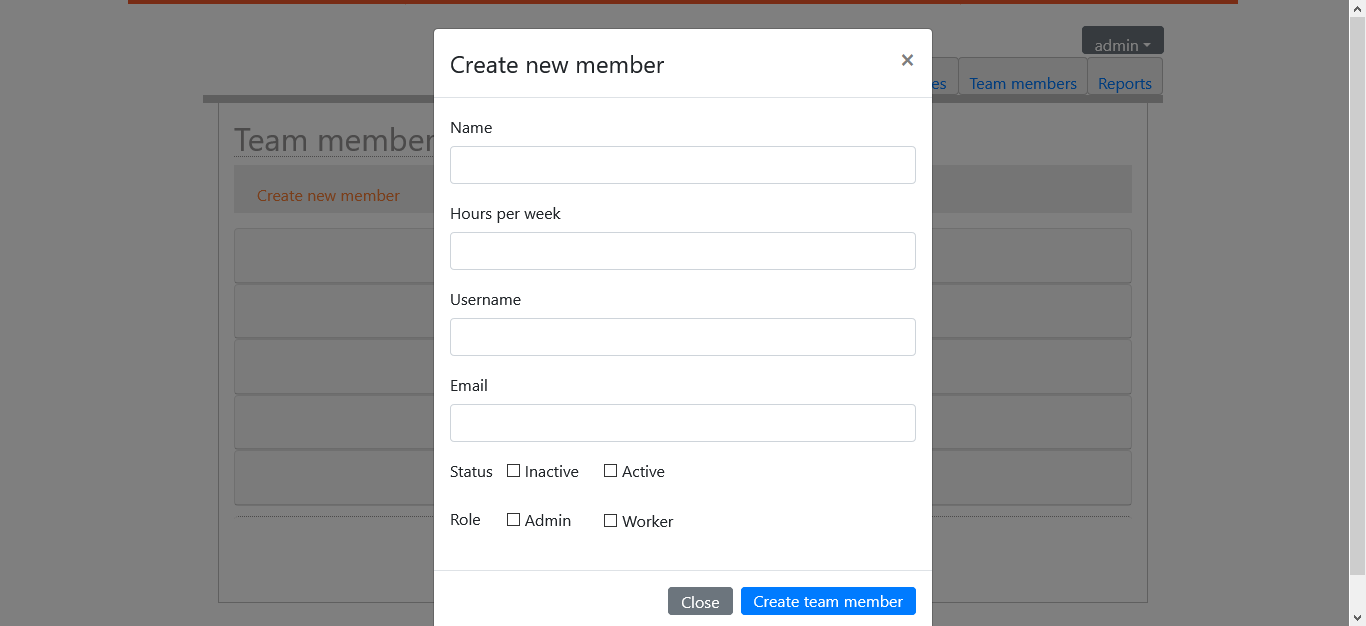 admin
Create new member ×
es Team members Reports
Name
Team member
Create new member
Hours per week
Username
Email
Status Inactive Active
Role Admin Worker
Close Create team member